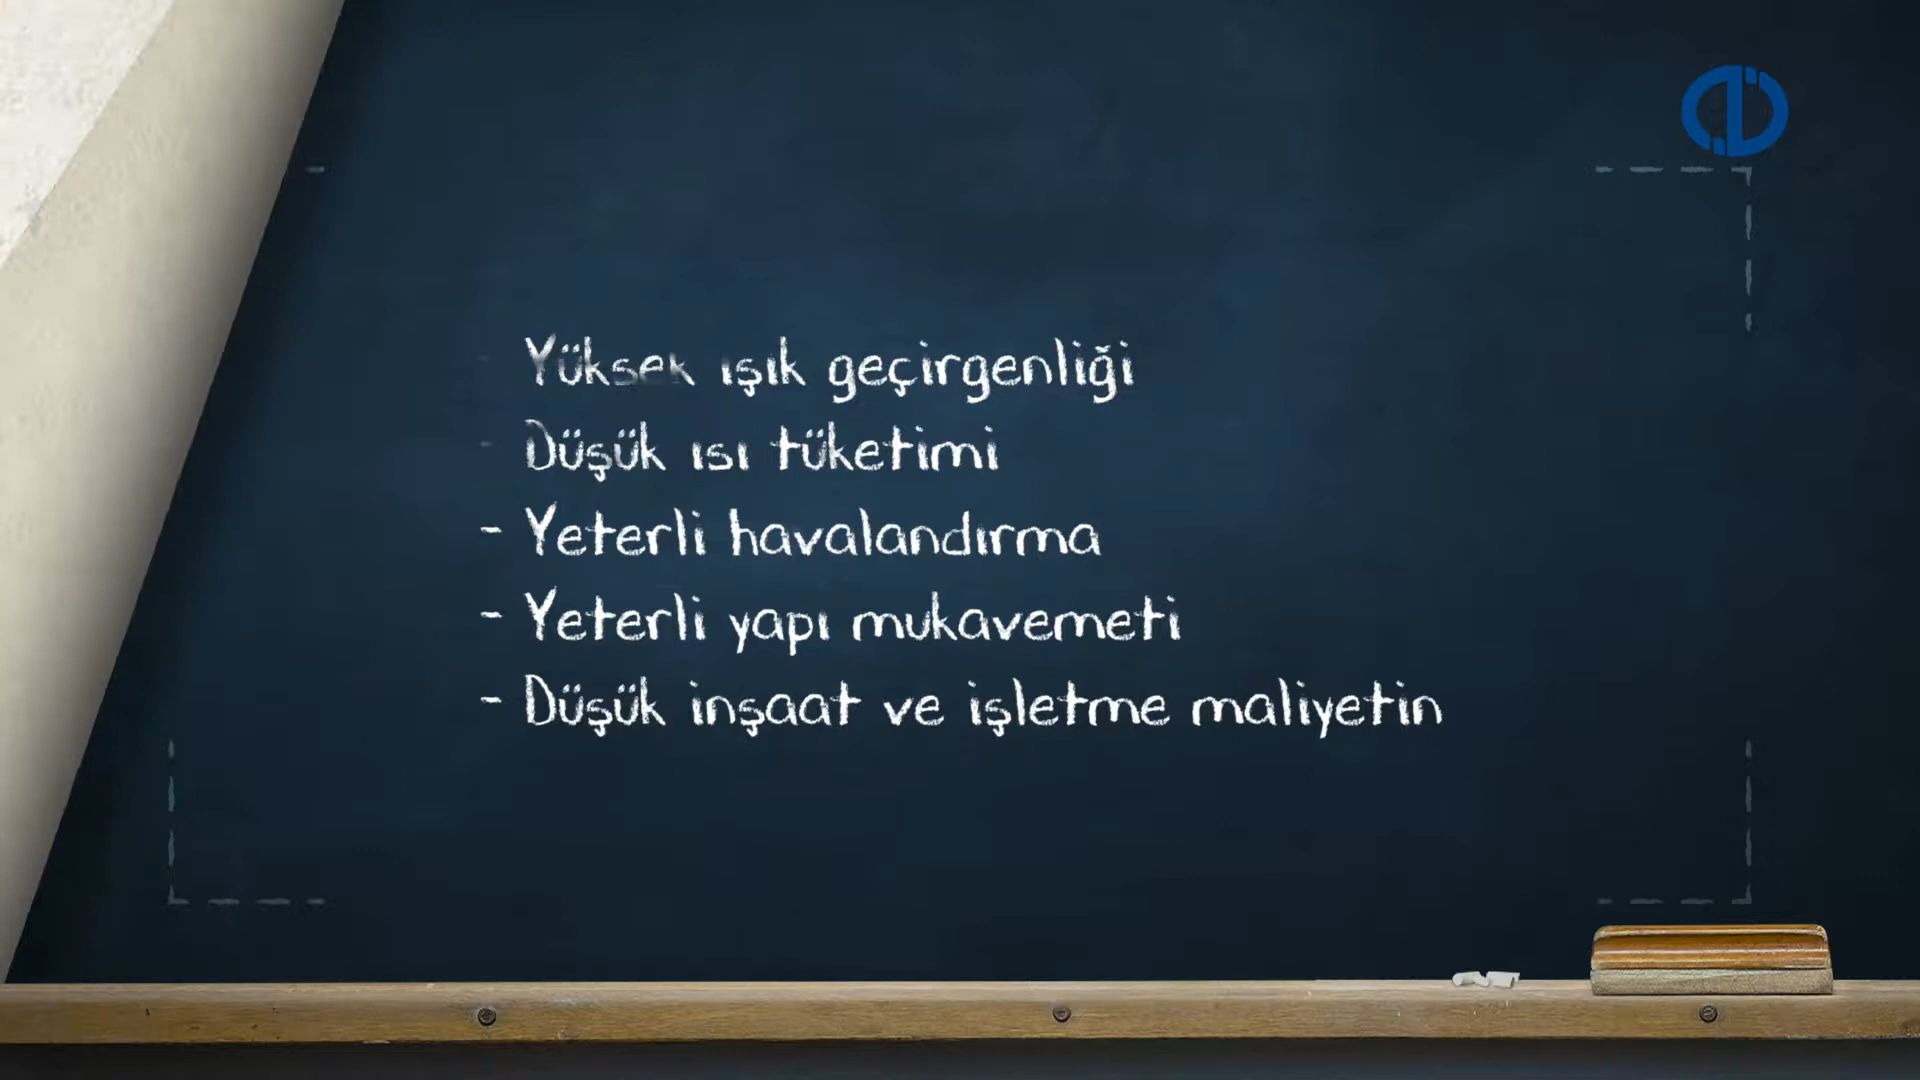 - Yüksek ışık geçirgenliği
- Düşük ısı tüketimi
- Yeterli havalandırma
- Yeterli yapı mukavemeti
- Düşük inşaat ve işletme maliyetin